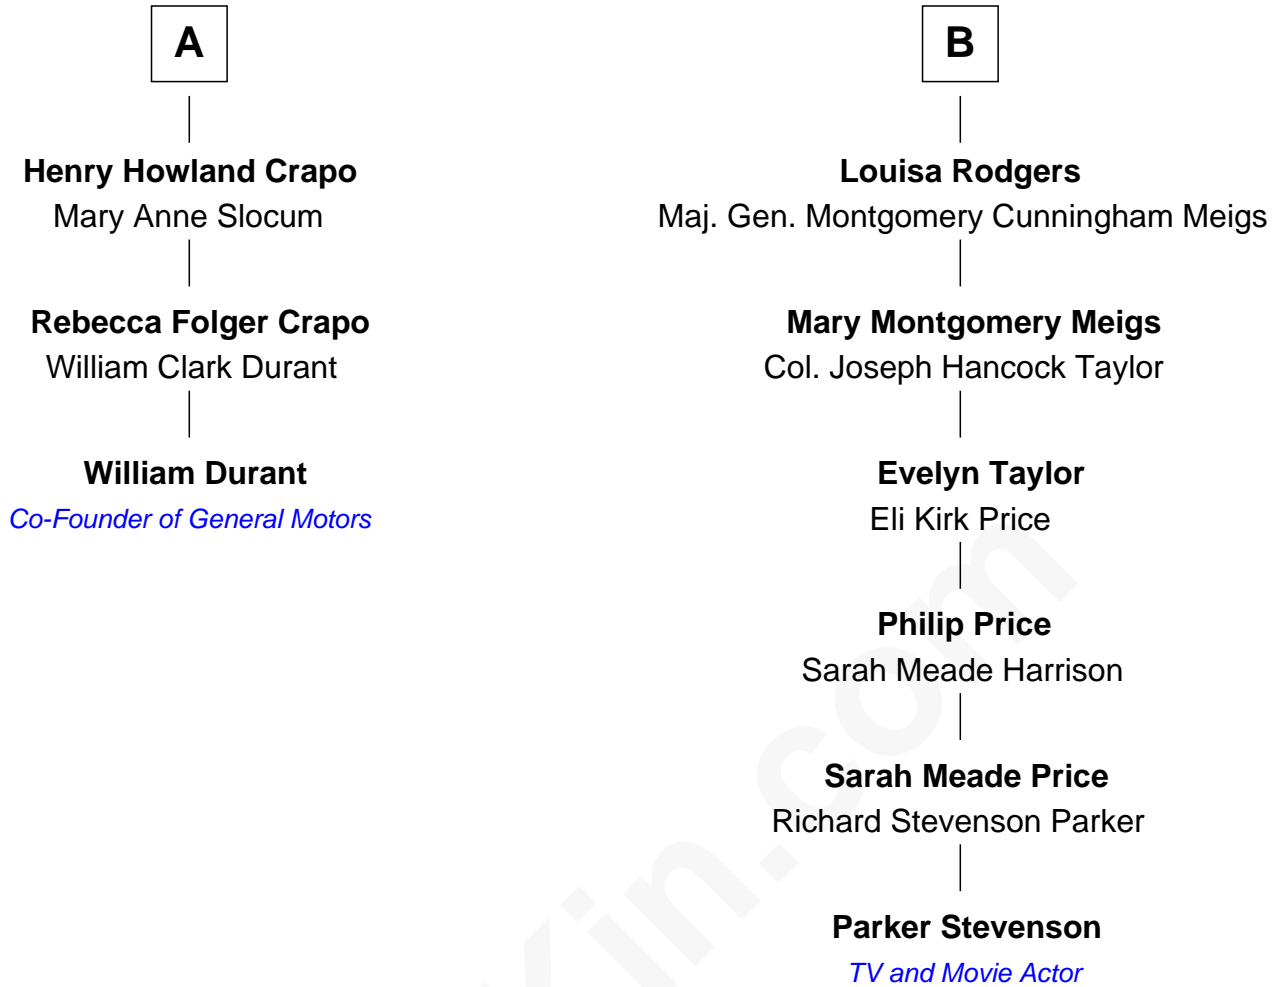 A
Henry Howland Crapo
Mary Anne Slocum
Rebecca Folger Crapo
William Clark Durant
William Durant
Co-Founder of General Motors
B
Louisa Rodgers
Maj. Gen. Montgomery Cunningham Meigs
Mary Montgomery Meigs
Col. Joseph Hancock Taylor
Evelyn Taylor
Eli Kirk Price
Philip Price
Sarah Meade Harrison
Sarah Meade Price
Richard Stevenson Parker
Parker Stevenson
TV and Movie Actor